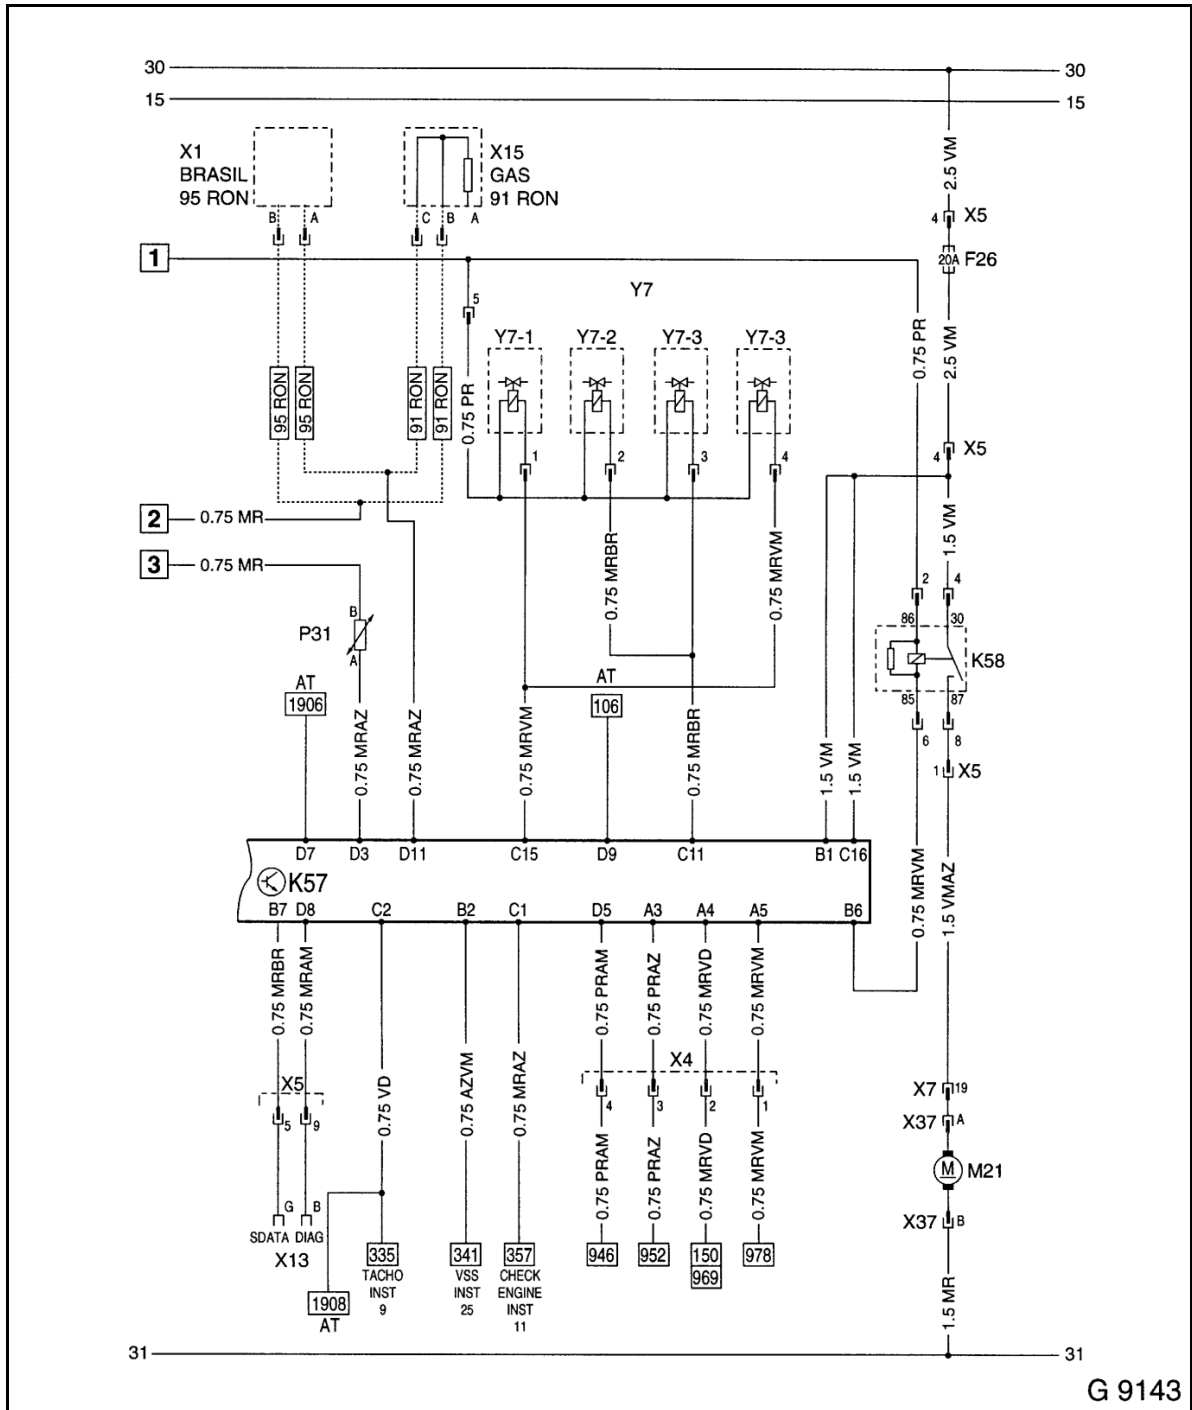 30 30
15 15
X1 BRASIL 95 RON
B A
X15 GAS 91 RON
C B A
2.5 VM
4 X5
20A F26
1
5
Y7
Y7-1 Y7-2 Y7-3 Y7-3
0.75 PR
2.5 VM
95 RON 95 RON 91 RON 91 RON
0.75 PR
1 2 3 4
4 X5
2 0.75 MR
3 0.75 MR
1.5 VM
0.75 MRBR
0.75 MRVM
2 4
86 30
K58
85 87
6 8
1 X5
B
P31
A
AT
1906
AT
106
0.75 MRAZ
0.75 MRAZ
0.75 MRVM
0.75 MRBR
1.5 VM
1.5 VM
D7 D3 D11 C15 D9 C11 B1 C16
K57
B7 D8 C2 B2 C1 D5 A3 A4 A5 B6
0.75 MRVM
1.5 VMAZ
0.75 MRBR
0.75 MRAM
0.75 VD
0.75 AZVM
0.75 MRAZ
0.75 PRAM
0.75 PRAZ
0.75 MRVD
0.75 MRVM
X5
5 9
X4
4 3 2 1
X7 19
X37 A
M M21
X37 B
0.75 PRAM
0.75 PRAZ
0.75 MRVD
0.75 MRVM
G B
SDATA DIAG
X13
335
TACHO
INST
9
341
VSS
INST
25
357
CHECK
ENGINE
INST
11
946 952 150 978
969
1908
AT
1.5 MR
31 31
G 9143